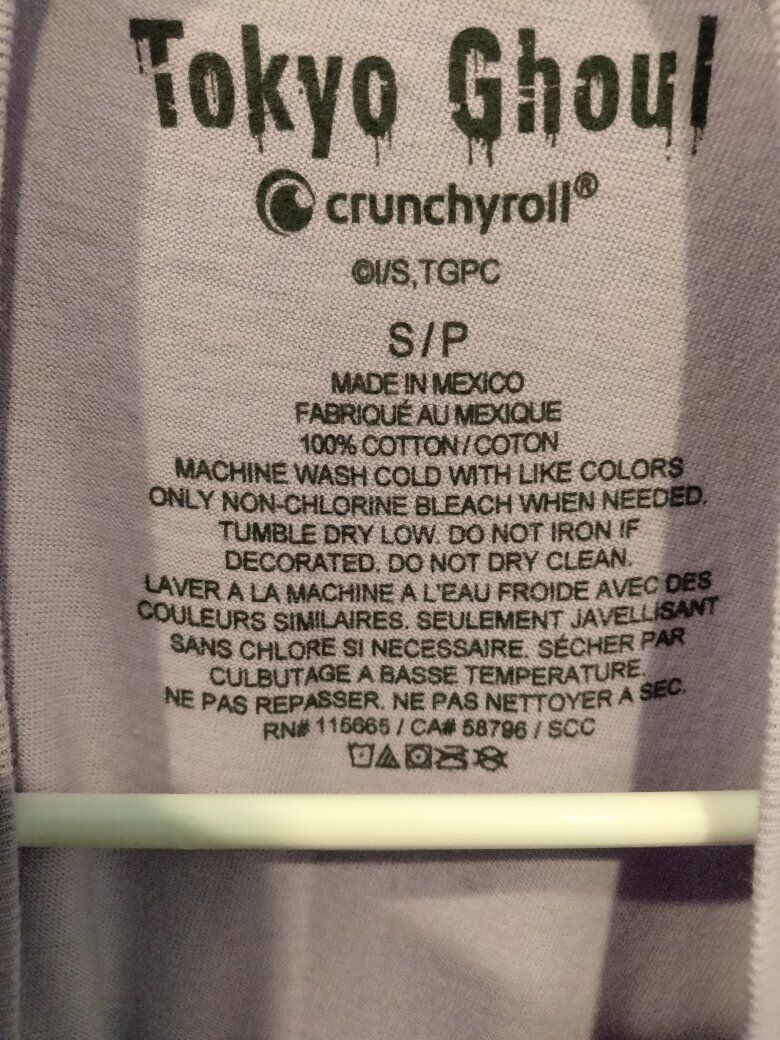 Tokyo Ghoul
crunchyroll®
©I/S,TGPC
S/P
MADE IN MEXICO
FABRIQUÉ AU MEXIQUE
100% COTTON/COTON
MACHINE WASH COLD WITH LIKE COLORS
ONLY NON-CHLORINE BLEACH WHEN NEEDED.
TUMBLE DRY LOW. DO NOT IRON IF
DECORATED. DO NOT DRY CLEAN.
LAVER A LA MACHINE A L'EAU FROIDE AVEC DES
COULEURS SIMILAIRES. SEULEMENT JAVELLISANT
SANS CHLORE SI NECESSAIRE. SÉCHER PAR
CULBUTAGE A BASSE TEMPERATURE.
NE PAS REPASSER. NE PAS NETTOYER A SEC.
RN# 115665 / CA# 58796 / SCC